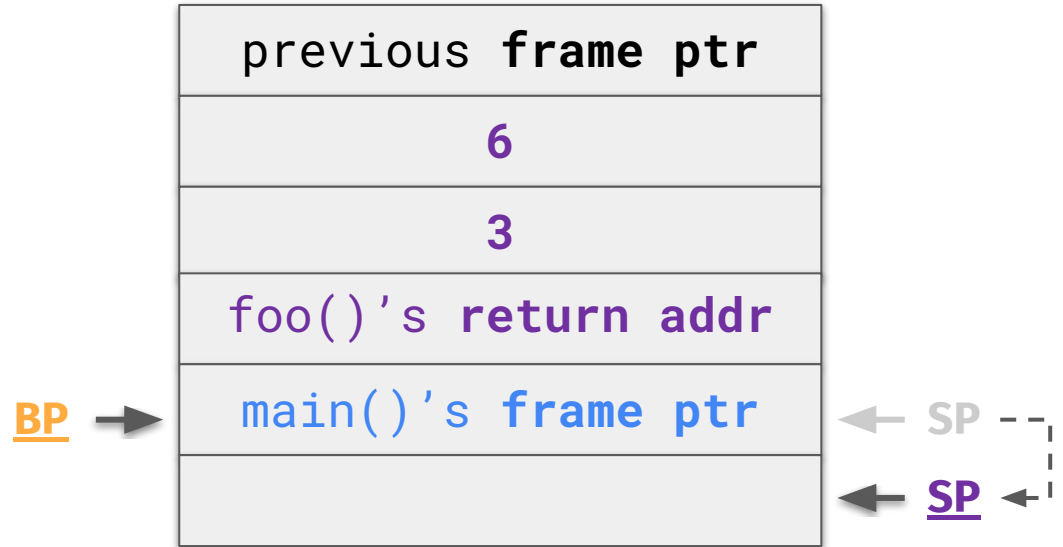 previous frame ptr
6
3
foo()’s return addr
BP main()’s frame ptr SP
SP